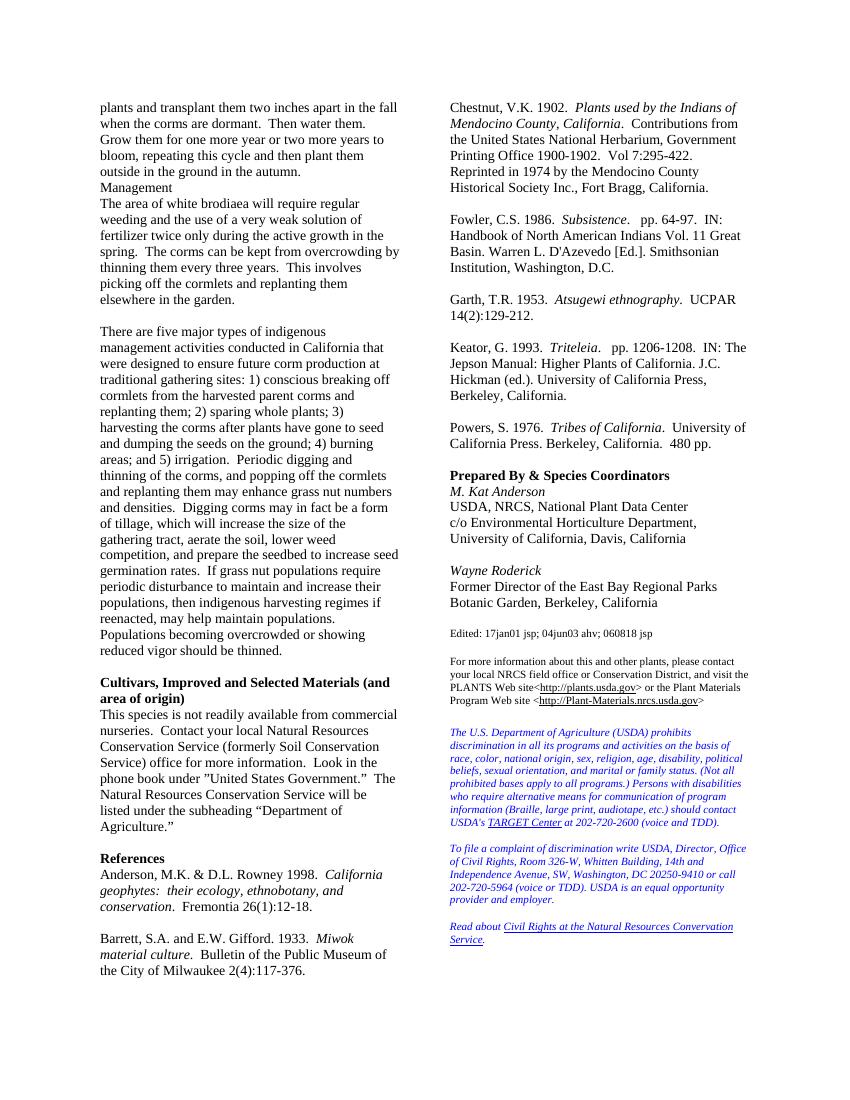 plants and transplant them two inches apart in the fall
when the corms are dormant.  Then water them.
Grow them for one more year or two more years to
bloom, repeating this cycle and then plant them
outside in the ground in the autumn.
Management
The area of white brodiaea will require regular
weeding and the use of a very weak solution of
fertilizer twice only during the active growth in the
spring.  The corms can be kept from overcrowding by
thinning them every three years.  This involves
picking off the cormlets and replanting them
elsewhere in the garden.

There are five major types of indigenous
management activities conducted in California that
were designed to ensure future corm production at
traditional gathering sites: 1) conscious breaking off
cormlets from the harvested parent corms and
replanting them; 2) sparing whole plants; 3)
harvesting the corms after plants have gone to seed
and dumping the seeds on the ground; 4) burning
areas; and 5) irrigation.  Periodic digging and
thinning of the corms, and popping off the cormlets
and replanting them may enhance grass nut numbers
and densities.  Digging corms may in fact be a form
of tillage, which will increase the size of the
gathering tract, aerate the soil, lower weed
competition, and prepare the seedbed to increase seed
germination rates.  If grass nut populations require
periodic disturbance to maintain and increase their
populations, then indigenous harvesting regimes if
reenacted, may help maintain populations.
Populations becoming overcrowded or showing
reduced vigor should be thinned.

Cultivars, Improved and Selected Materials (and
area of origin)
This species is not readily available from commercial
nurseries.  Contact your local Natural Resources
Conservation Service (formerly Soil Conservation
Service) office for more information.  Look in the
phone book under ”United States Government.”  The
Natural Resources Conservation Service will be
listed under the subheading “Department of
Agriculture.”

References
Anderson, M.K. & D.L. Rowney 1998.  California
geophytes:  their ecology, ethnobotany, and
conservation.  Fremontia 26(1):12-18.

Barrett, S.A. and E.W. Gifford. 1933.  Miwok
material culture.  Bulletin of the Public Museum of
the City of Milwaukee 2(4):117-376.

Chestnut, V.K. 1902.  Plants used by the Indians of
Mendocino County, California.  Contributions from
the United States National Herbarium, Government
Printing Office 1900-1902.  Vol 7:295-422.
Reprinted in 1974 by the Mendocino County
Historical Society Inc., Fort Bragg, California.

Fowler, C.S. 1986.  Subsistence.   pp. 64-97.  IN:
Handbook of North American Indians Vol. 11 Great
Basin. Warren L. D'Azevedo [Ed.]. Smithsonian
Institution, Washington, D.C.

Garth, T.R. 1953.  Atsugewi ethnography.  UCPAR
14(2):129-212.

Keator, G. 1993.  Triteleia.   pp. 1206-1208.  IN: The
Jepson Manual: Higher Plants of California. J.C.
Hickman (ed.). University of California Press,
Berkeley, California.

Powers, S. 1976.  Tribes of California.  University of
California Press. Berkeley, California.  480 pp.

Prepared By & Species Coordinators
M. Kat Anderson
USDA, NRCS, National Plant Data Center
c/o Environmental Horticulture Department,
University of California, Davis, California

Wayne Roderick
Former Director of the East Bay Regional Parks
Botanic Garden, Berkeley, California

Edited: 17jan01 jsp; 04jun03 ahv; 060818 jsp

For more information about this and other plants, please contact
your local NRCS field office or Conservation District, and visit the
PLANTS Web site<http://plants.usda.gov> or the Plant Materials
Program Web site <http://Plant-Materials.nrcs.usda.gov>

The U.S. Department of Agriculture (USDA) prohibits
discrimination in all its programs and activities on the basis of
race, color, national origin, sex, religion, age, disability, political
beliefs, sexual orientation, and marital or family status. (Not all
prohibited bases apply to all programs.) Persons with disabilities
who require alternative means for communication of program
information (Braille, large print, audiotape, etc.) should contact
USDA's TARGET Center at 202-720-2600 (voice and TDD).

To file a complaint of discrimination write USDA, Director, Office
of Civil Rights, Room 326-W, Whitten Building, 14th and
Independence Avenue, SW, Washington, DC 20250-9410 or call
202-720-5964 (voice or TDD). USDA is an equal opportunity
provider and employer.

Read about Civil Rights at the Natural Resources Conservation
Service.